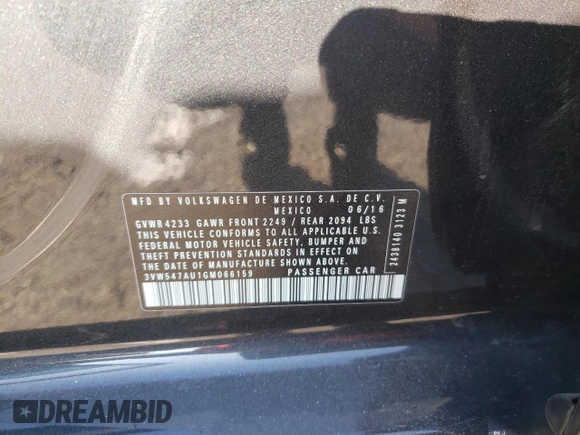 MFD BY VOLKSWAGEN DE MEXICO S.A. DE C.V.
MEXICO 06/16
GVWR 4233 GAWR FRONT 2249 / REAR 2094 LBS
THIS VEHICLE CONFORMS TO ALL APPLICABLE U.S.
FEDERAL MOTOR VEHICLE SAFETY, BUMPER AND
THEFT PREVENTION STANDARDS IN EFFECT ON
THE DATE OF MANUFACTURE SHOWN ABOVE
3VW547AU1GM066159 PASSENGER CAR
2438140 3123 M
DREAMBID